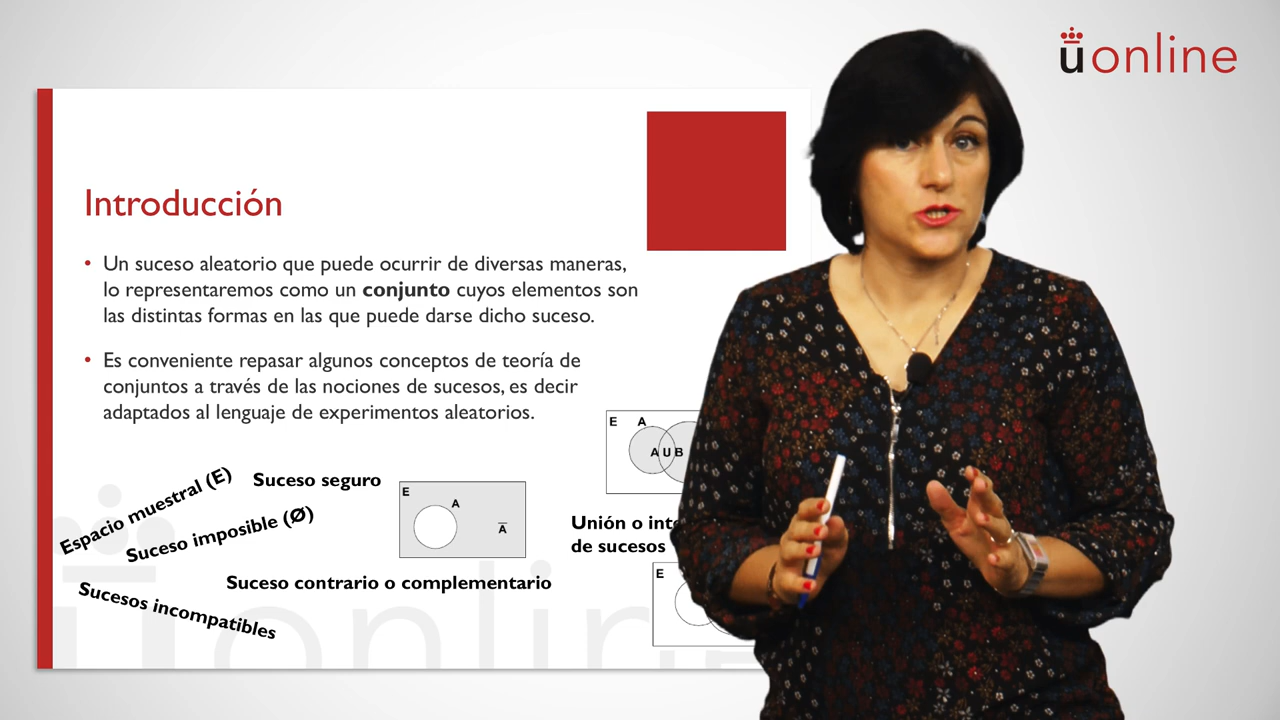 uonline
Introducción
• Un suceso aleatorio que puede ocurrir de diversas maneras,
lo representaremos como un conjunto cuyos elementos son
las distintas formas en las que puede darse dicho suceso.
• Es conveniente repasar algunos conceptos de teoría de
conjuntos a través de las nociones de sucesos, es decir
adaptados al lenguaje de experimentos aleatorios.
E A
A U B
Espacio muestral (E)
Suceso seguro
Suceso imposible (Ø)
E
A
A̅
Unión o
de sucesos
Suceso contrario o complementario
E
Sucesos incompatibles
uonline